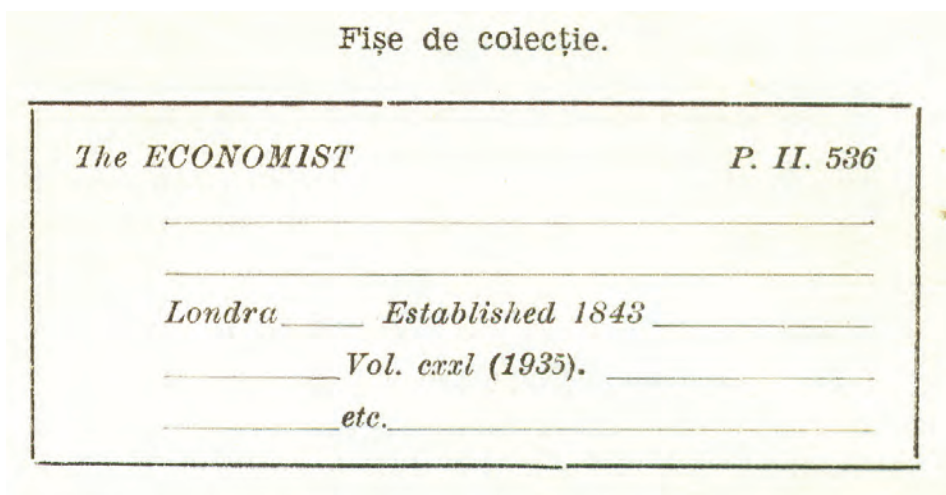 Fișe de colecție.
The ECONOMIST P. II. 536
Londra Established 1843
Vol. cxxl (1935).
etc.